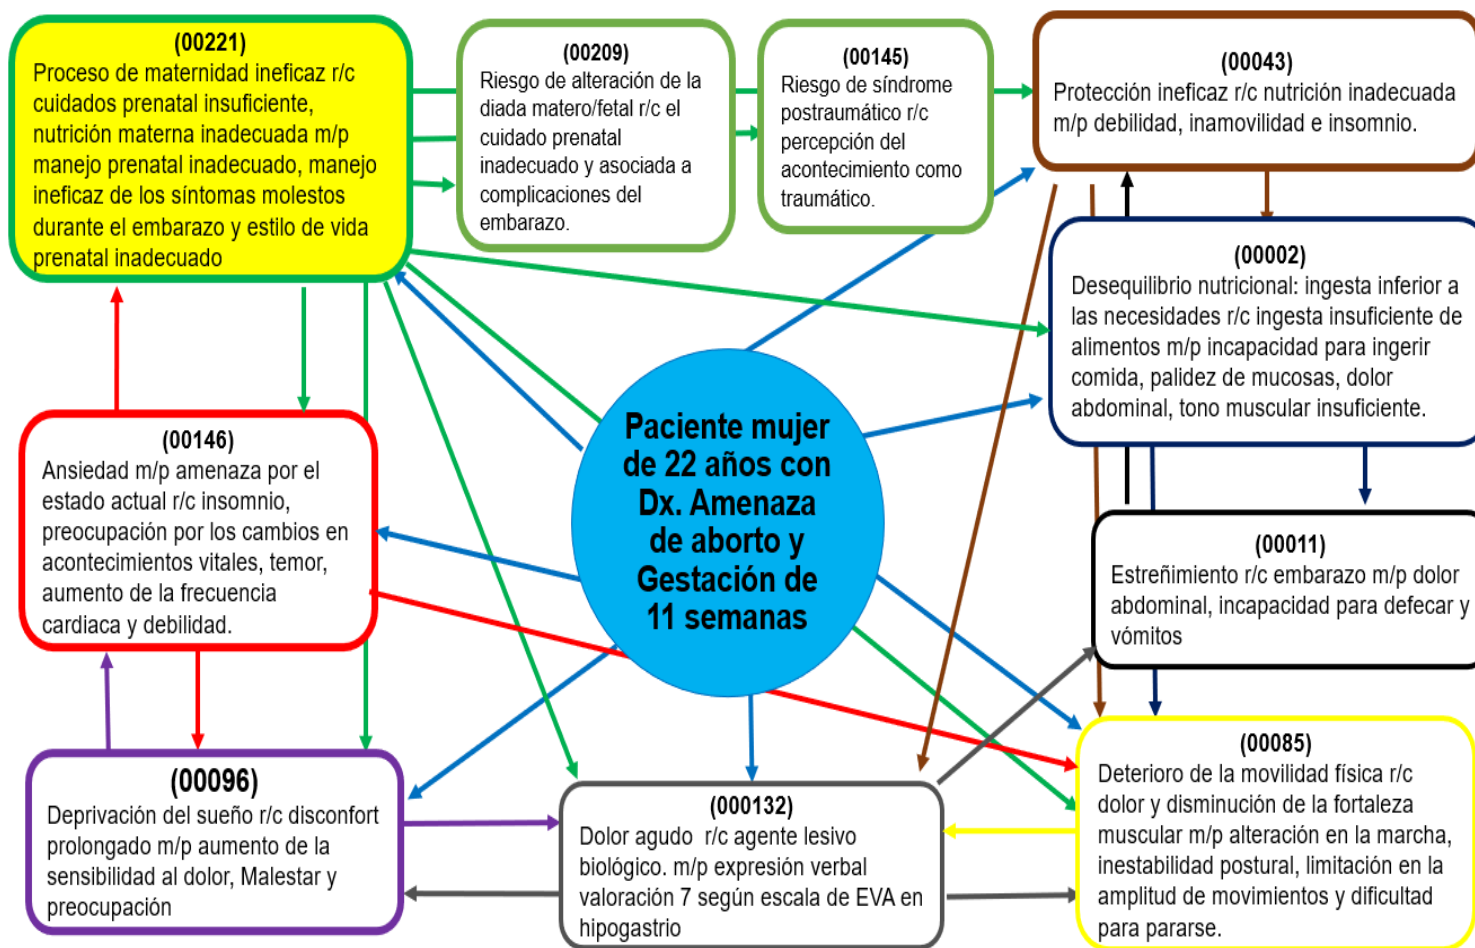 (00221)
Proceso de maternidad ineficaz r/c
cuidados prenatal insuficiente,
nutrición materna inadecuada m/p
manejo prenatal inadecuado, manejo
ineficaz de los síntomas molestos
durante el embarazo y estilo de vida
prenatal inadecuado
(00209)
Riesgo de alteración de la
diada matero/fetal r/c el
cuidado prenatal
inadecuado y asociada a
complicaciones del
embarazo.
(00145)
Riesgo de síndrome
postraumático r/c
percepción del
acontecimiento como
traumático.
(00043)
Protección ineficaz r/c nutrición inadecuada
m/p debilidad, inamovilidad e insomnio.
(00002)
Desequilibrio nutricional: ingesta inferior a
las necesidades r/c ingesta insuficiente de
alimentos m/p incapacidad para ingerir
comida, palidez de mucosas, dolor
abdominal, tono muscular insuficiente.
Paciente mujer
de 22 años con
Dx. Amenaza
de aborto y
Gestación de
11 semanas
(00146)
Ansiedad m/p amenaza por el
estado actual r/c insomnio,
preocupación por los cambios en
acontecimientos vitales, temor,
aumento de la frecuencia
cardiaca y debilidad.
(00011)
Estreñimiento r/c embarazo m/p dolor
abdominal, incapacidad para defecar y
vómitos
(00096)
Deprivación del sueño r/c disconfort
prolongado m/p aumento de la
sensibilidad al dolor, Malestar y
preocupación
(000132)
Dolor agudo r/c agente lesivo
biológico. m/p expresión verbal
valoración 7 según escala de EVA en
hipogastrio
(00085)
Deterioro de la movilidad física r/c
dolor y disminución de la fortaleza
muscular m/p alteración en la marcha,
inestabilidad postural, limitación en la
amplitud de movimientos y dificultad
para pararse.